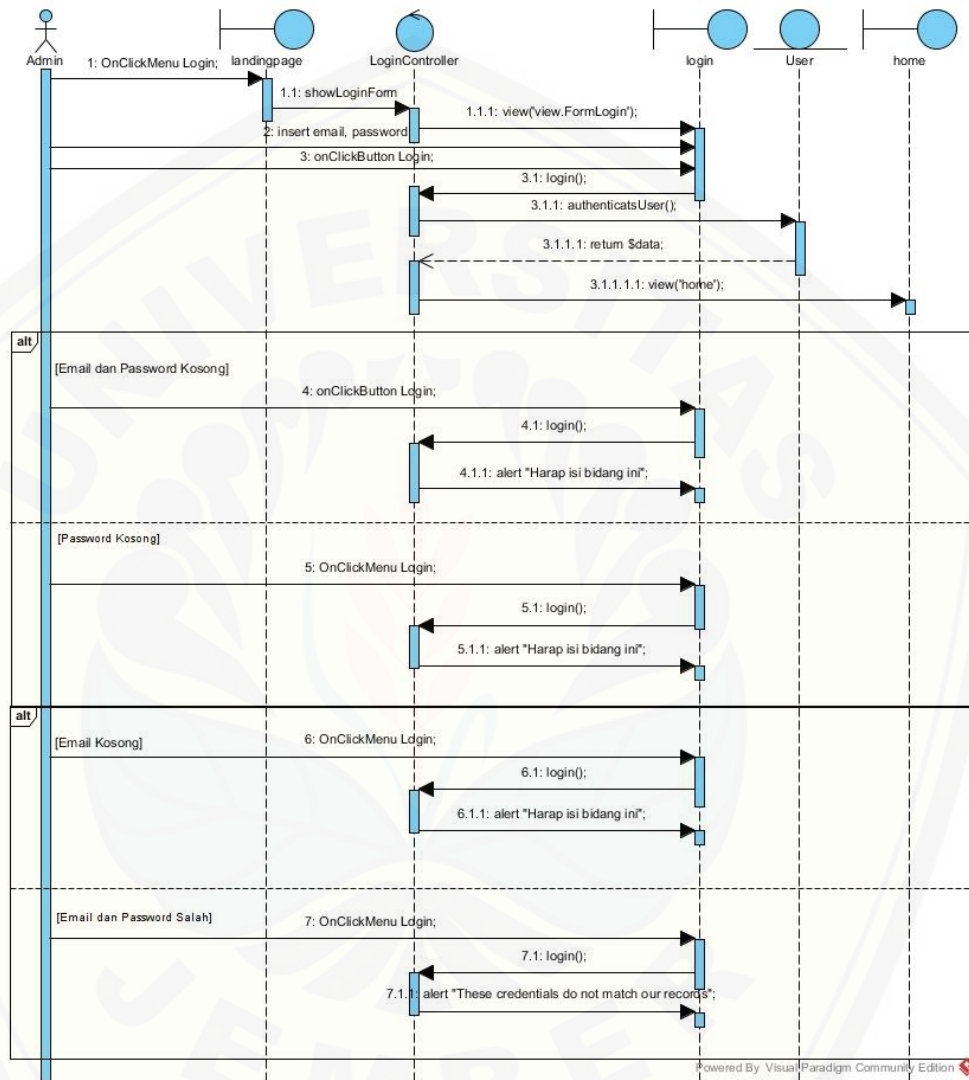 Admin
landingpage
LoginController
login
User
home
1: OnClickMenu Login;
1.1: showLoginForm
1.1.1: view('view.FormLogin');
2: insert email, password
3: onClickButton Login;
3.1: login();
3.1.1: authenticatsUser();
3.1.1.1: return $data;
3.1.1.1.1: view('home');
alt
[Email dan Password Kosong]
4: onClickButton Login;
4.1: login();
4.1.1: alert "Harap isi bidang ini";
[Password Kosong]
5: OnClickMenu Login;
5.1: login();
5.1.1: alert "Harap isi bidang ini";
alt
[Email Kosong]
6: OnClickMenu Login;
6.1: login();
6.1.1: alert "Harap isi bidang ini";
[Email dan Password Salah]
7: OnClickMenu Login;
7.1: login();
7.1.1: alert "These credentials do not match our records";
Powered By Visual Paradigm Community Edition
UNIVERSITAS
JEMBER